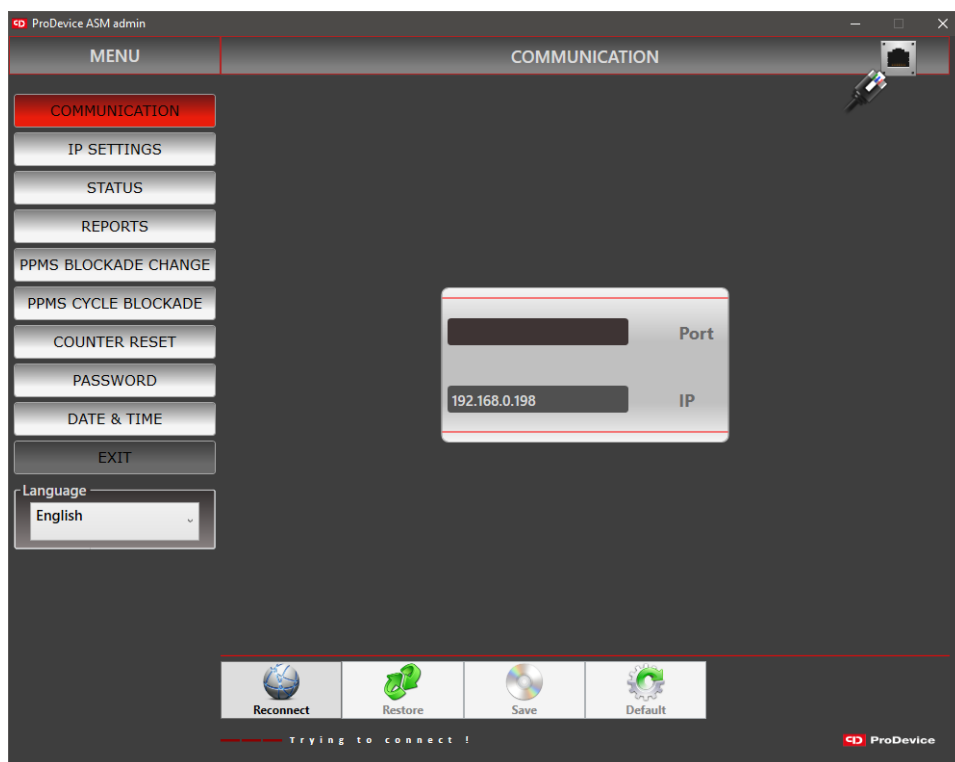 ProDevice ASM admin
MENU
COMMUNICATION
COMMUNICATION
IP SETTINGS
STATUS
REPORTS
PPMS BLOCKADE CHANGE
PPMS CYCLE BLOCKADE
COUNTER RESET
PASSWORD
DATE & TIME
EXIT
Language
English
Port
192.168.0.198 IP
Reconnect Restore Save Default
Trying to connect !
ProDevice